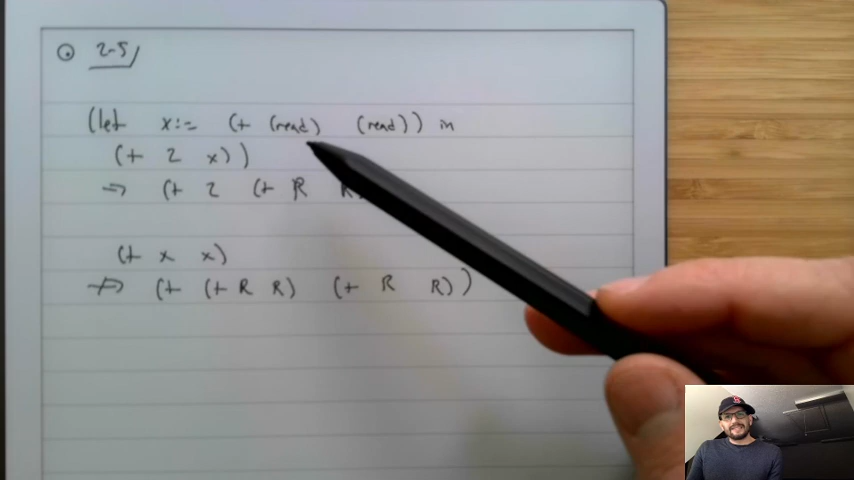 ⊙ 2-5/
(let x:= (+ (read) (read)) in
(+ 2 x))
=> (+ 2 (+ R R)
(+ x x)
≠> (+ (+ R R) (+ R R))